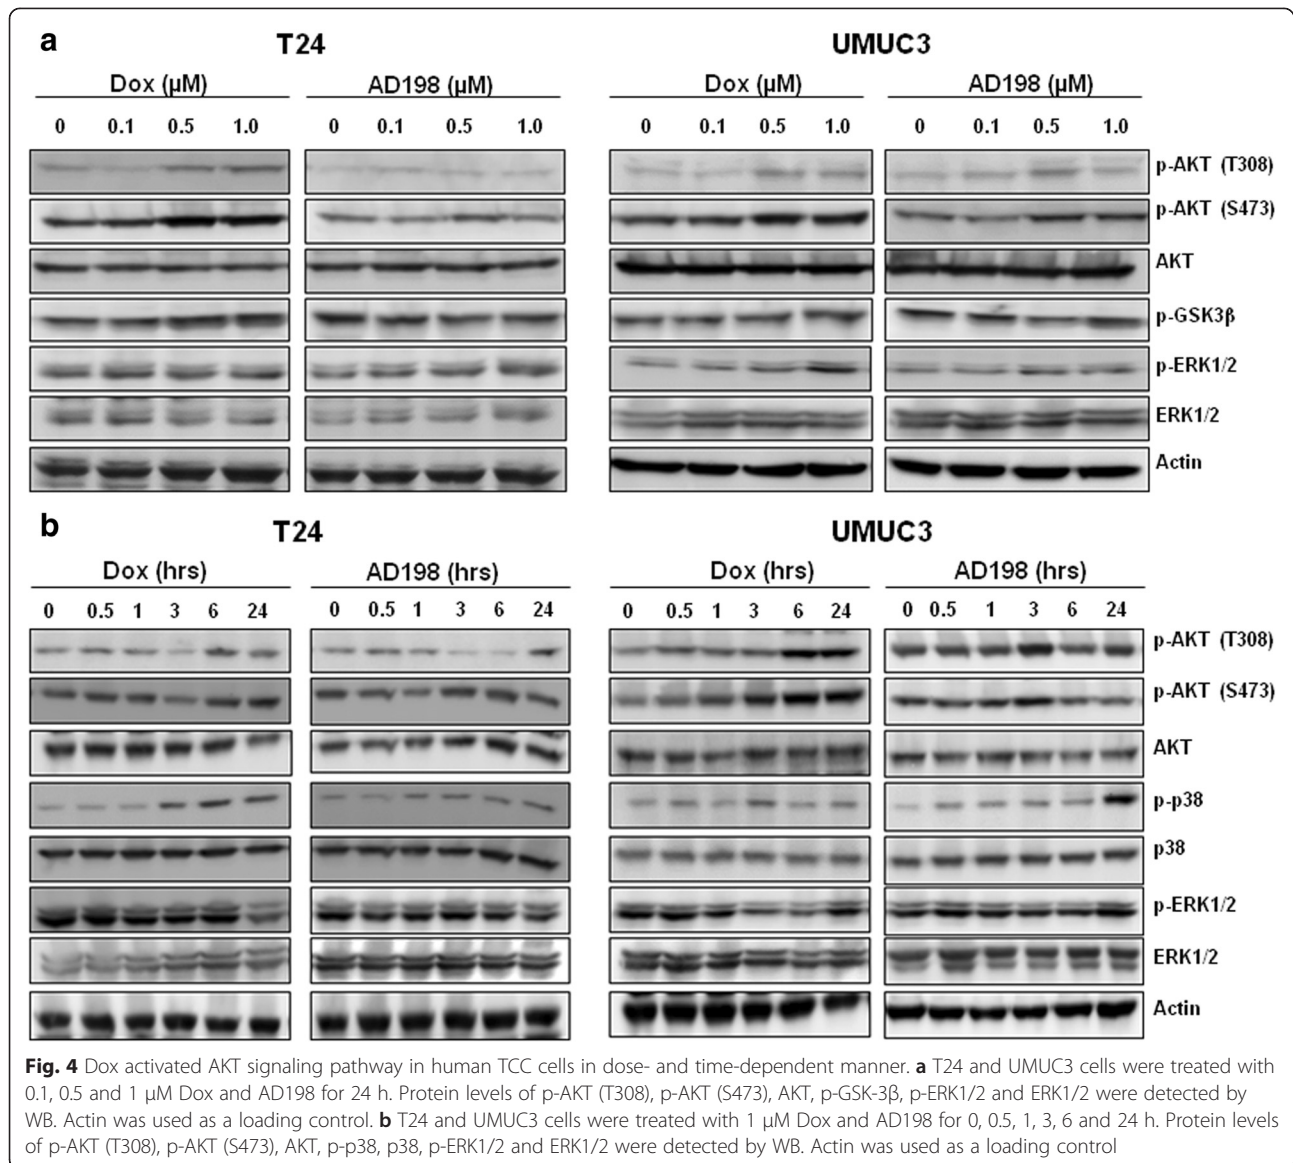 a
T24
UMUC3
Dox (µM)
AD198 (µM)
Dox (µM)
AD198 (µM)
0 0.1 0.5 1.0
0 0.1 0.5 1.0
0 0.1 0.5 1.0
0 0.1 0.5 1.0
p-AKT (T308)
p-AKT (S473)
AKT
p-GSK3β
p-ERK1/2
ERK1/2
Actin
b
T24
UMUC3
Dox (hrs)
AD198 (hrs)
Dox (hrs)
AD198 (hrs)
0 0.5 1 3 6 24
0 0.5 1 3 6 24
0 0.5 1 3 6 24
0 0.5 1 3 6 24
p-AKT (T308)
p-AKT (S473)
AKT
p-p38
p38
p-ERK1/2
ERK1/2
Actin
Fig. 4 Dox activated AKT signaling pathway in human TCC cells in dose- and time-dependent manner. a T24 and UMUC3 cells were treated with
0.1, 0.5 and 1 μM Dox and AD198 for 24 h. Protein levels of p-AKT (T308), p-AKT (S473), AKT, p-GSK-3β, p-ERK1/2 and ERK1/2 were detected by
WB. Actin was used as a loading control. b T24 and UMUC3 cells were treated with 1 μM Dox and AD198 for 0, 0.5, 1, 3, 6 and 24 h. Protein levels
of p-AKT (T308), p-AKT (S473), AKT, p-p38, p38, p-ERK1/2 and ERK1/2 were detected by WB. Actin was used as a loading control